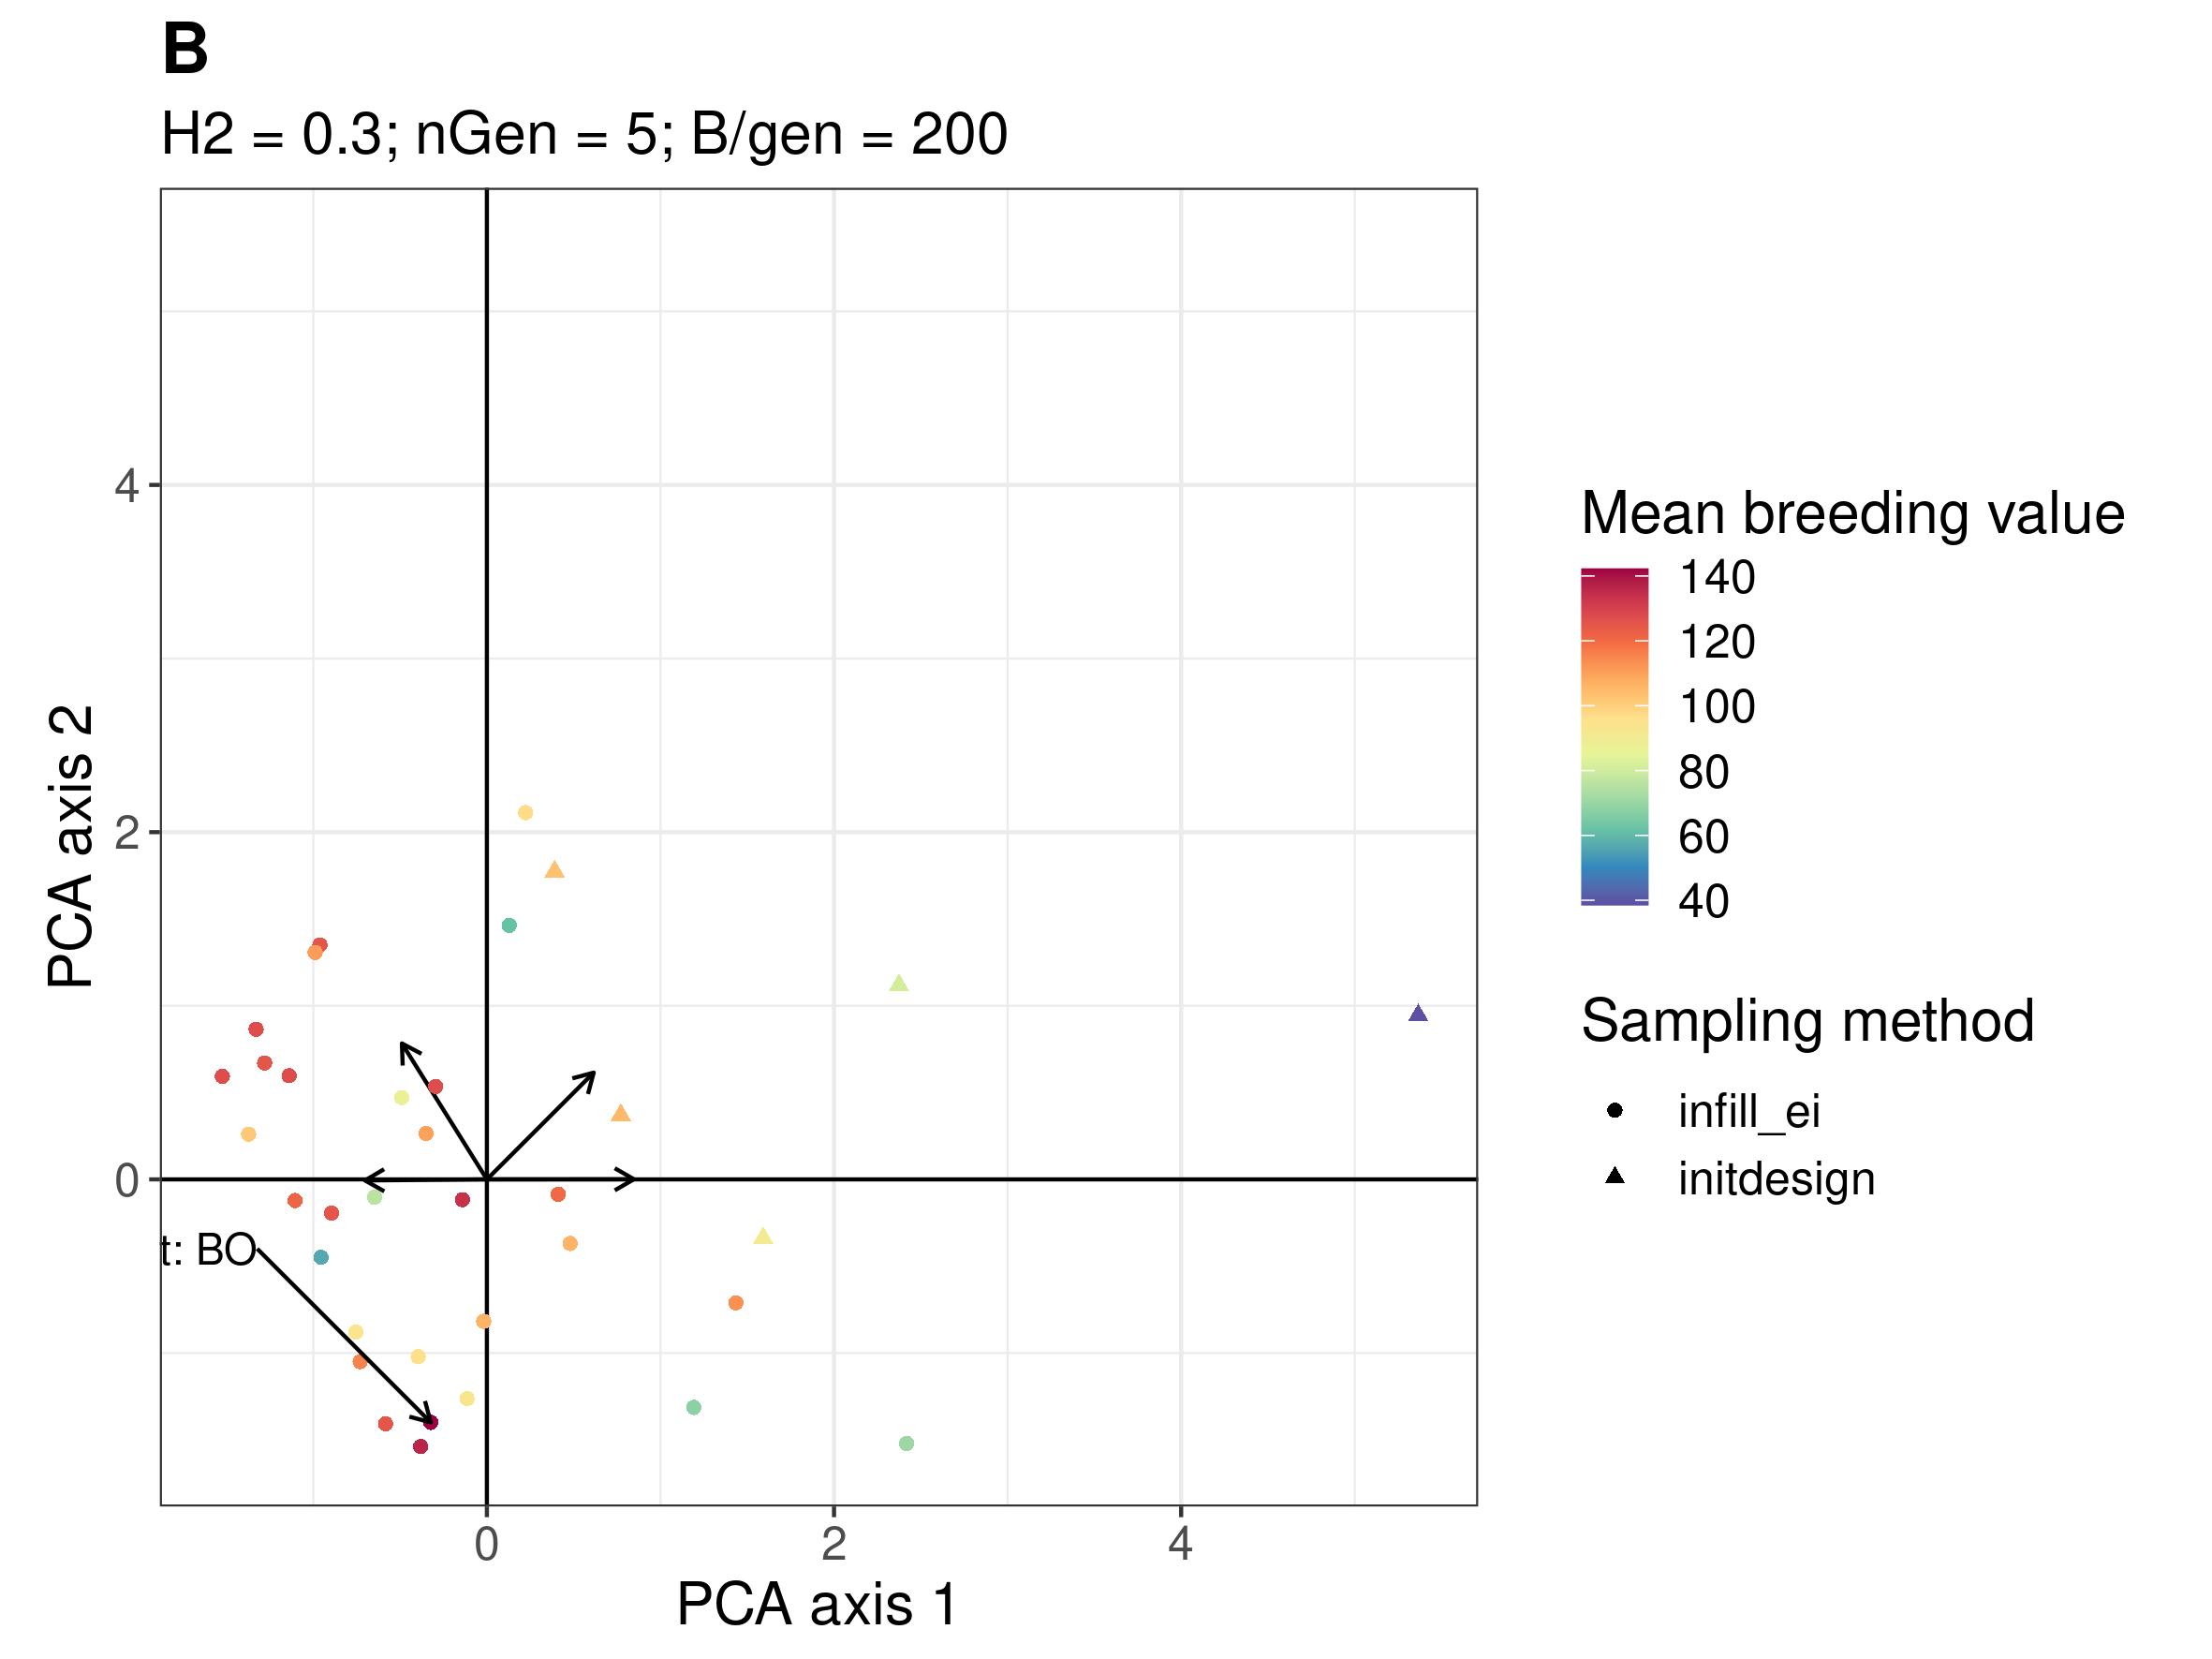 B
H2 = 0.3; nGen = 5; B/gen = 200
4
2
0
t: BO
0 2 4
PCA axis 1
PCA axis 2
Mean breeding value
140
120
100
80
60
40
Sampling method
infill_ei
initdesign